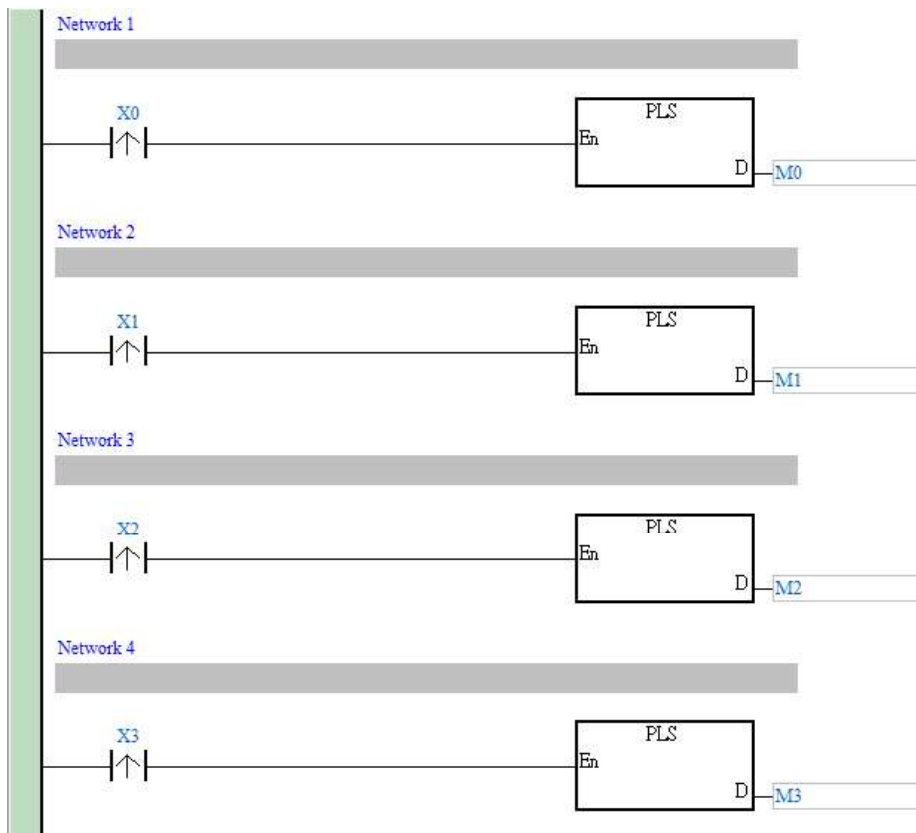 Network 1
X0
PLS
En
D
M0
Network 2
X1
PLS
En
D
M1
Network 3
X2
PLS
En
D
M2
Network 4
X3
PLS
En
D
M3